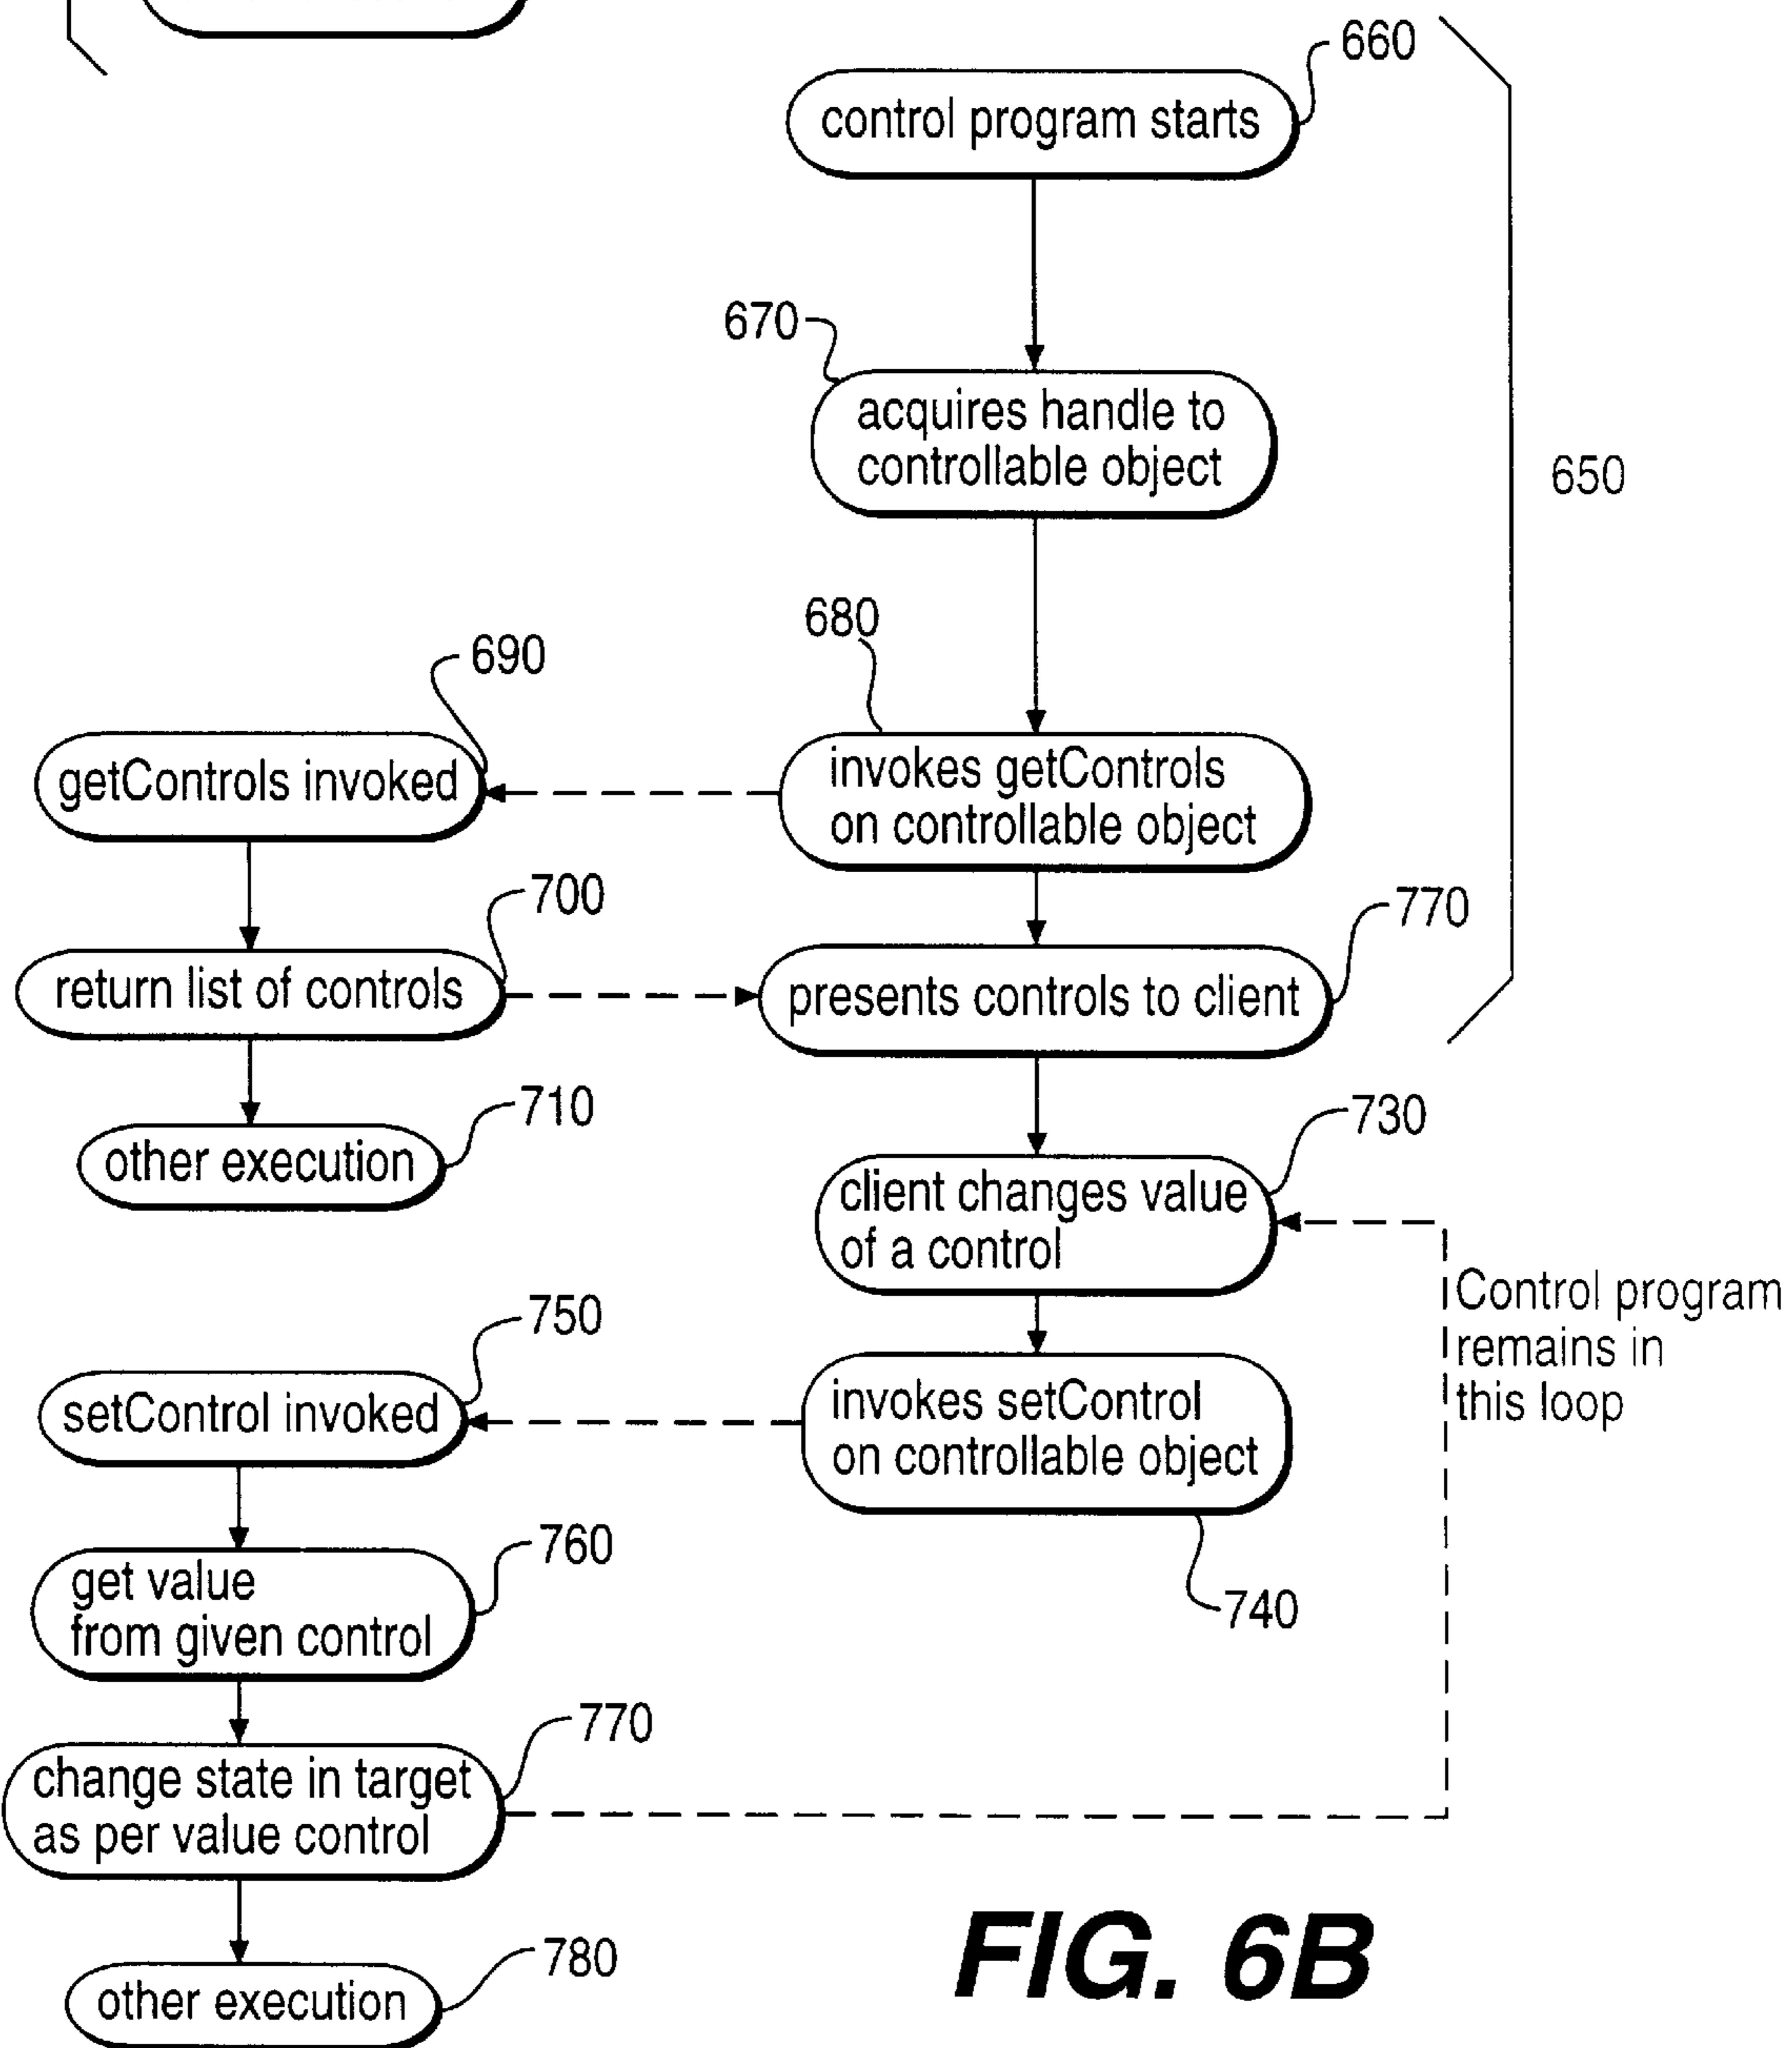 660
control program starts
670
acquires handle to
controllable object
650
680
690
invokes getControls
on controllable object
getControls invoked
700
770
return list of controls
presents controls to client
710
730
other execution
client changes value
of a control
Control program
remains in
this loop
750
setControl invoked
invokes setControl
on controllable object
760
740
get value
from given control
770
change state in target
as per value control
780
other execution
FIG. 6B